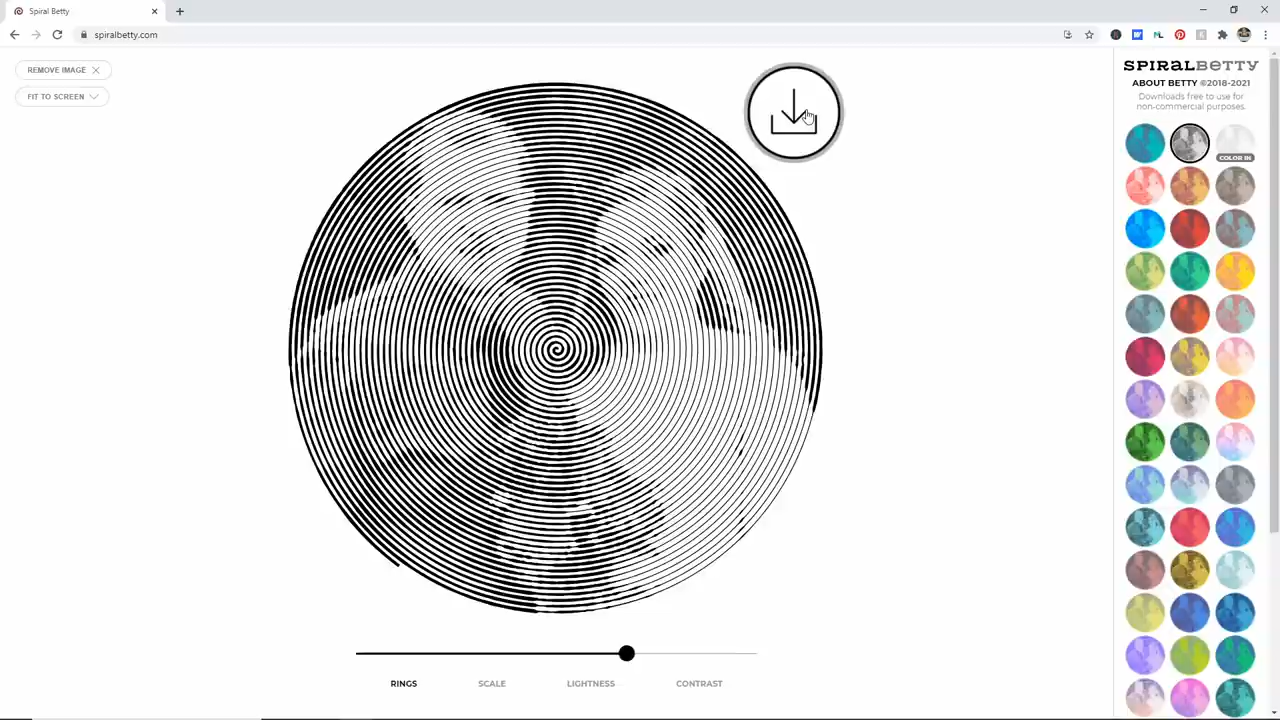 Spiral Betty
spiralbetty.com
REMOVE IMAGE
FIT TO SCREEN
SPIRALBETTY
ABOUT BETTY ©2018-2021
Downloads free to use for
non-commercial purposes.
COLOR IN
RINGS
SCALE
LIGHTNESS
CONTRAST